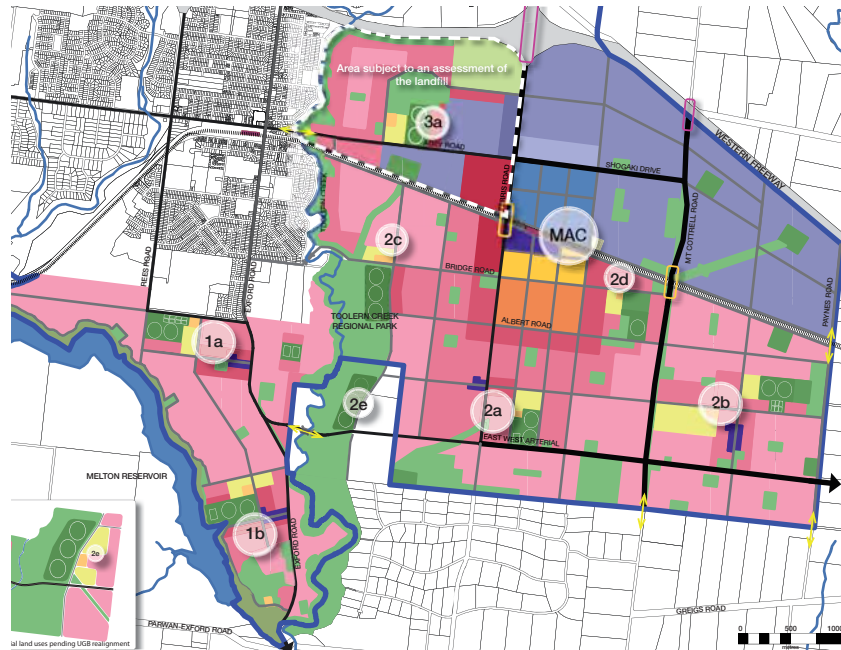 Area subject to an assessment of
the landfill
3a
ABEY ROAD
SHOGAKI DRIVE
WESTERN FREEWAY
MT COTTRELL ROAD
MAC
2c
2d
BRIDGE ROAD
REES ROAD
EXFORD ROAD
TOOLERN CREEK
REGIONAL PARK
ALBERT ROAD
PAYNES ROAD
1a
2e
2a
2b
EAST WEST ARTERIAL
MELTON RESERVOIR
1b
EXFORD ROAD
2e
ial land uses pending UGB realignment
PARWAN-EXFORD ROAD
GREIGS ROAD
0 500 1000
metres